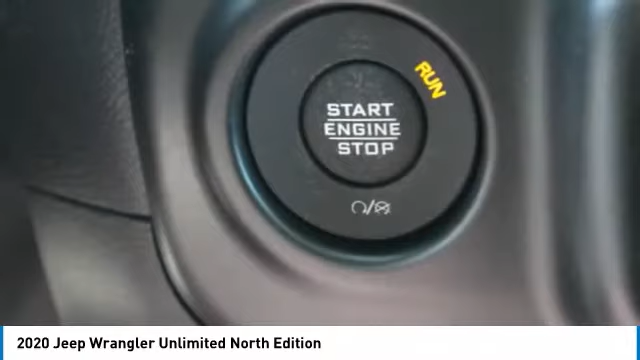 RUN
START
ENGINE
STOP
2020 Jeep Wrangler Unlimited North Edition